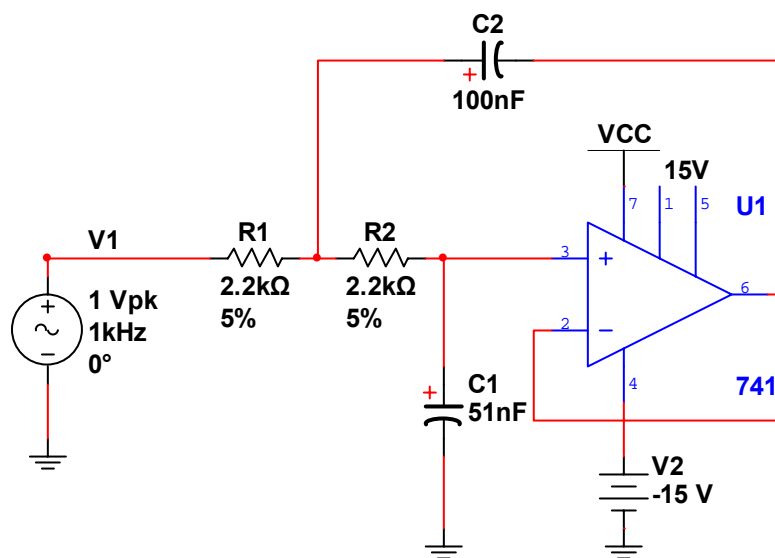 C2
+
100nF
VCC
15V
7
1
5
U1
V1
R1
R2
2.2kΩ
5%
2.2kΩ
5%
3
+
6
2
−
4
741
+
1 Vpk
1kHz
0°
−
+
C1
51nF
V2
-15 V